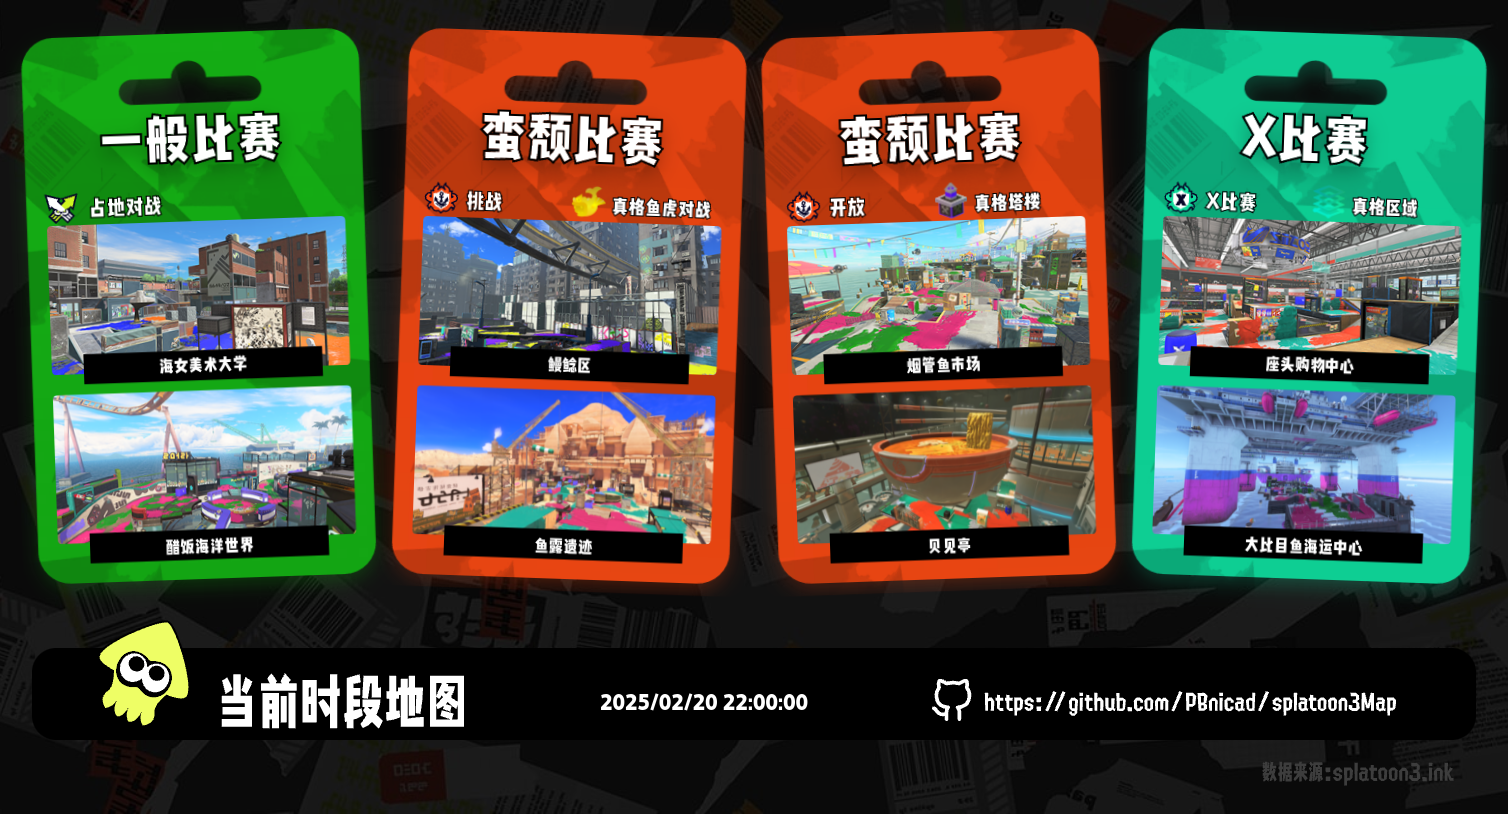 一般比赛
占地对战
海女美术大学
醋饭海洋世界
蛮颓比赛
挑战
真格鱼虎对战
鳗鲶区
鱼露遗迹
蛮颓比赛
开放
真格塔楼
烟管鱼市场
贝见亭
X比赛
X比赛
真格区域
座头购物中心
大比目鱼海运中心
当前时段地图
2025/02/20 22:00:00
https://github.com/PBnicad/splatoon3Map
数据来源:splatoon3.ink